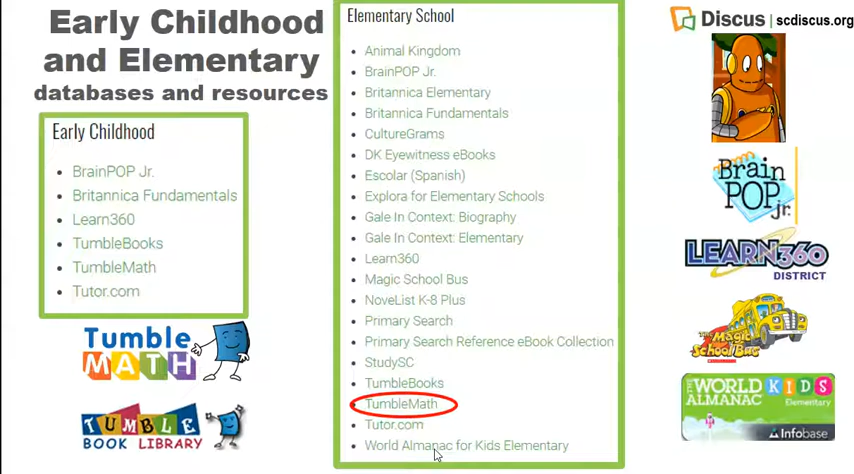 Early Childhood
and Elementary
databases and resources
Early Childhood
BrainPOP Jr.
Britannica Fundamentals
Learn360
TumbleBooks
TumbleMath
Tutor.com
Tumble
MATH
TUMBLE
BOOK LIBRARY
Elementary School
Animal Kingdom
BrainPOP Jr.
Britannica Elementary
Britannica Fundamentals
CultureGrams
DK Eyewitness eBooks
Escolar (Spanish)
Explora for Elementary Schools
Gale In Context: Biography
Gale In Context: Elementary
Learn360
Magic School Bus
NoveList K-8 Plus
Primary Search
Primary Search Reference eBook Collection
StudySC
TumbleBooks
TumbleMath
Tutor.com
World Almanac for Kids Elementary
Discus | scdiscus.org
Brain
POP
jr.
LEARN360
DISTRICT
The Magic
School Bus
THE WORLD
ALMANAC
KIDS
Elementary
Infobase